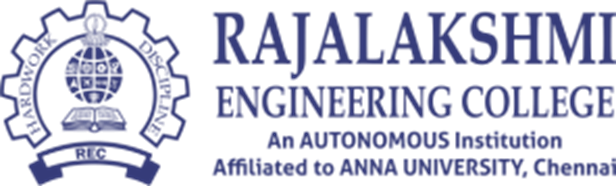 HARDWORK
DISCIPLINE
REC
RAJALAKSHMI
ENGINEERING COLLEGE
An AUTONOMOUS Institution
Affiliated to ANNA UNIVERSITY, Chennai